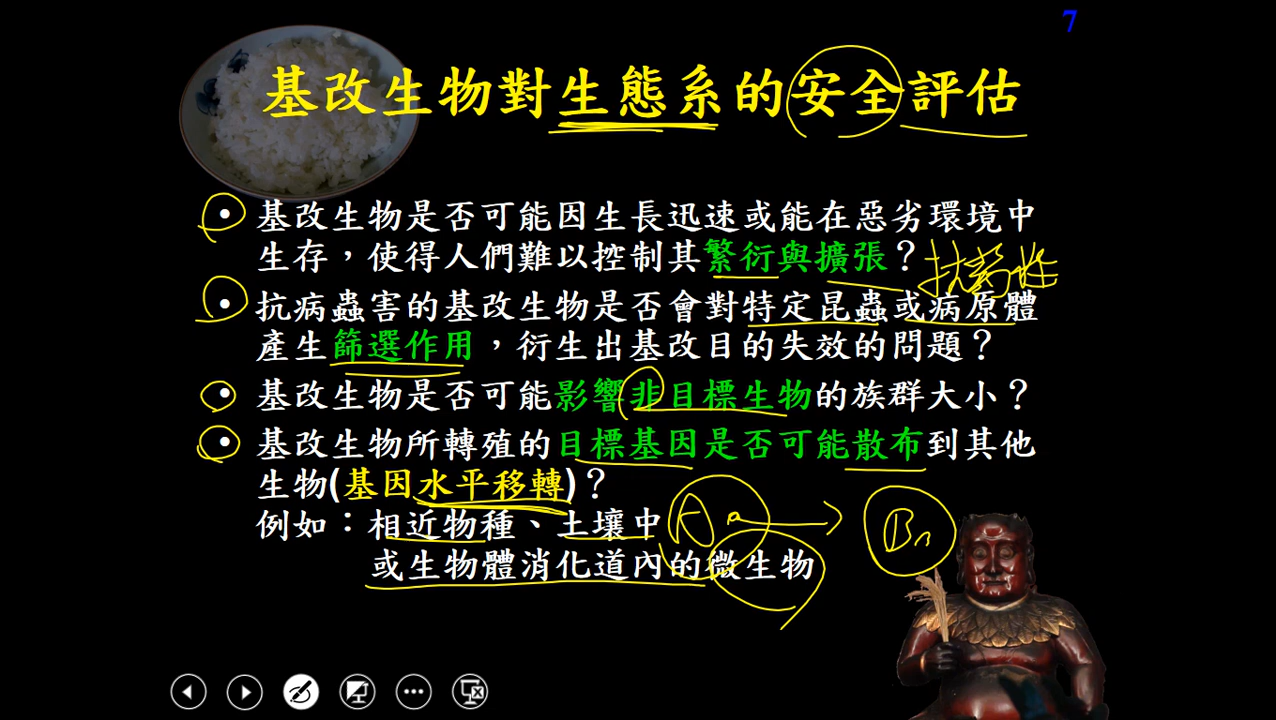 7
基改生物對生態系的安全評估
• 基改生物是否可能因生長迅速或能在惡劣環境中
生存，使得人們難以控制其繁衍與擴張？
抗藥性
• 抗病蟲害的基改生物是否會對特定昆蟲或病原體
產生篩選作用，衍生出基改目的失效的問題？
• 基改生物是否可能影響非目標生物的族群大小？
• 基改生物所轉殖的目標基因是否可能散布到其他
生物(基因水平移轉)？
例如：相近物種、土壤中
或生物體消化道內的微生物